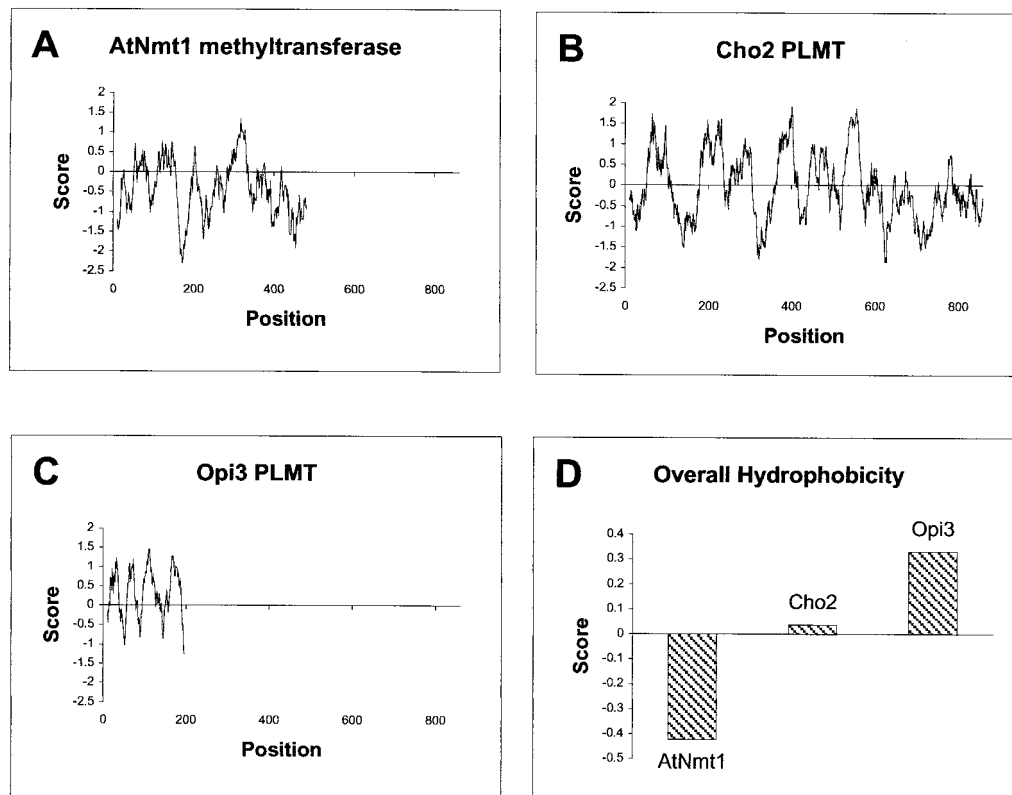 A
AtNmt1 methyltransferase
2
1.5
1
0.5
0
-0.5
-1
-1.5
-2
-2.5
Score
0 200 400 600 800
Position
B
Cho2 PLMT
2
1.5
1
0.5
0
-0.5
-1
-1.5
-2
-2.5
Score
0 200 400 600 800
Position
C
Opi3 PLMT
2
1.5
1
0.5
0
-0.5
-1
-1.5
-2
-2.5
Score
0 200 400 600 800
Position
D
Overall Hydrophobicity
0.4
0.3
0.2
0.1
0
-0.1
-0.2
-0.3
-0.4
-0.5
Score
AtNmt1
Cho2
Opi3